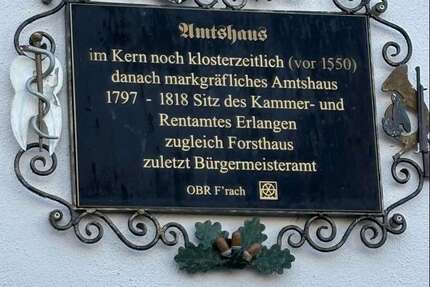 Amtshaus
im Kern noch klosterzeitlich (vor 1550)
danach markgräfliches Amtshaus
1797 - 1818 Sitz des Kammer- und
Rentamtes Erlangen
zugleich Forsthaus
zuletzt Bürgermeisteramt
OBR F'rach